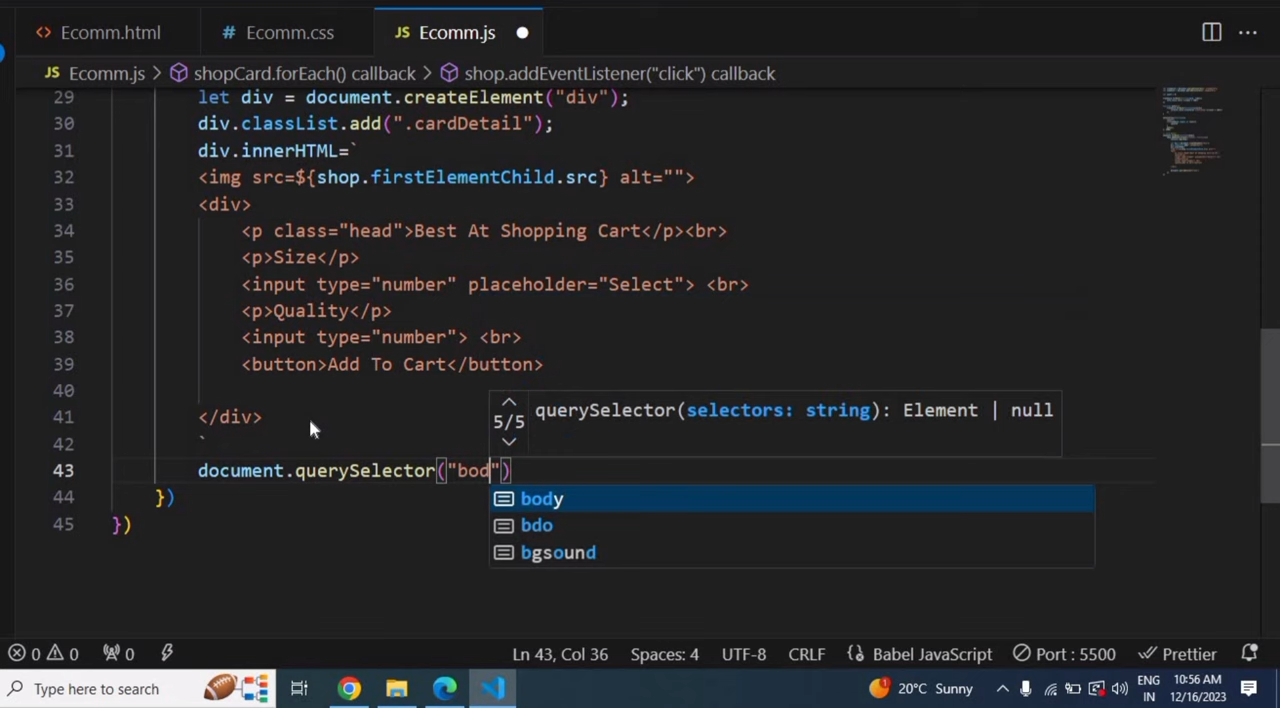 Ecomm.html
# Ecomm.css
JS Ecomm.js
JS Ecomm.js > shopCard.forEach() callback > shop.addEventListener("click") callback
29 let div = document.createElement("div");
30 div.classList.add(".cardDetail");
31 div.innerHTML=`
32 <img src=${shop.firstElementChild.src} alt="">
33 <div>
34 <p class="head">Best At Shopping Cart</p><br>
35 <p>Size</p>
36 <input type="number" placeholder="Select"> <br>
37 <p>Quality</p>
38 <input type="number"> <br>
39 <button>Add To Cart</button>
40
41 </div>
42 `
5/5 querySelector(selectors: string): Element | null
43 document.querySelector("bod")
44 })
body
bdo
bgsound
45 })
0 0 0 Ln 43, Col 36 Spaces: 4 UTF-8 CRLF Babel JavaScript Port : 5500 Prettier
Type here to search 20°C Sunny ENG 10:56 AM
IN 12/16/2023